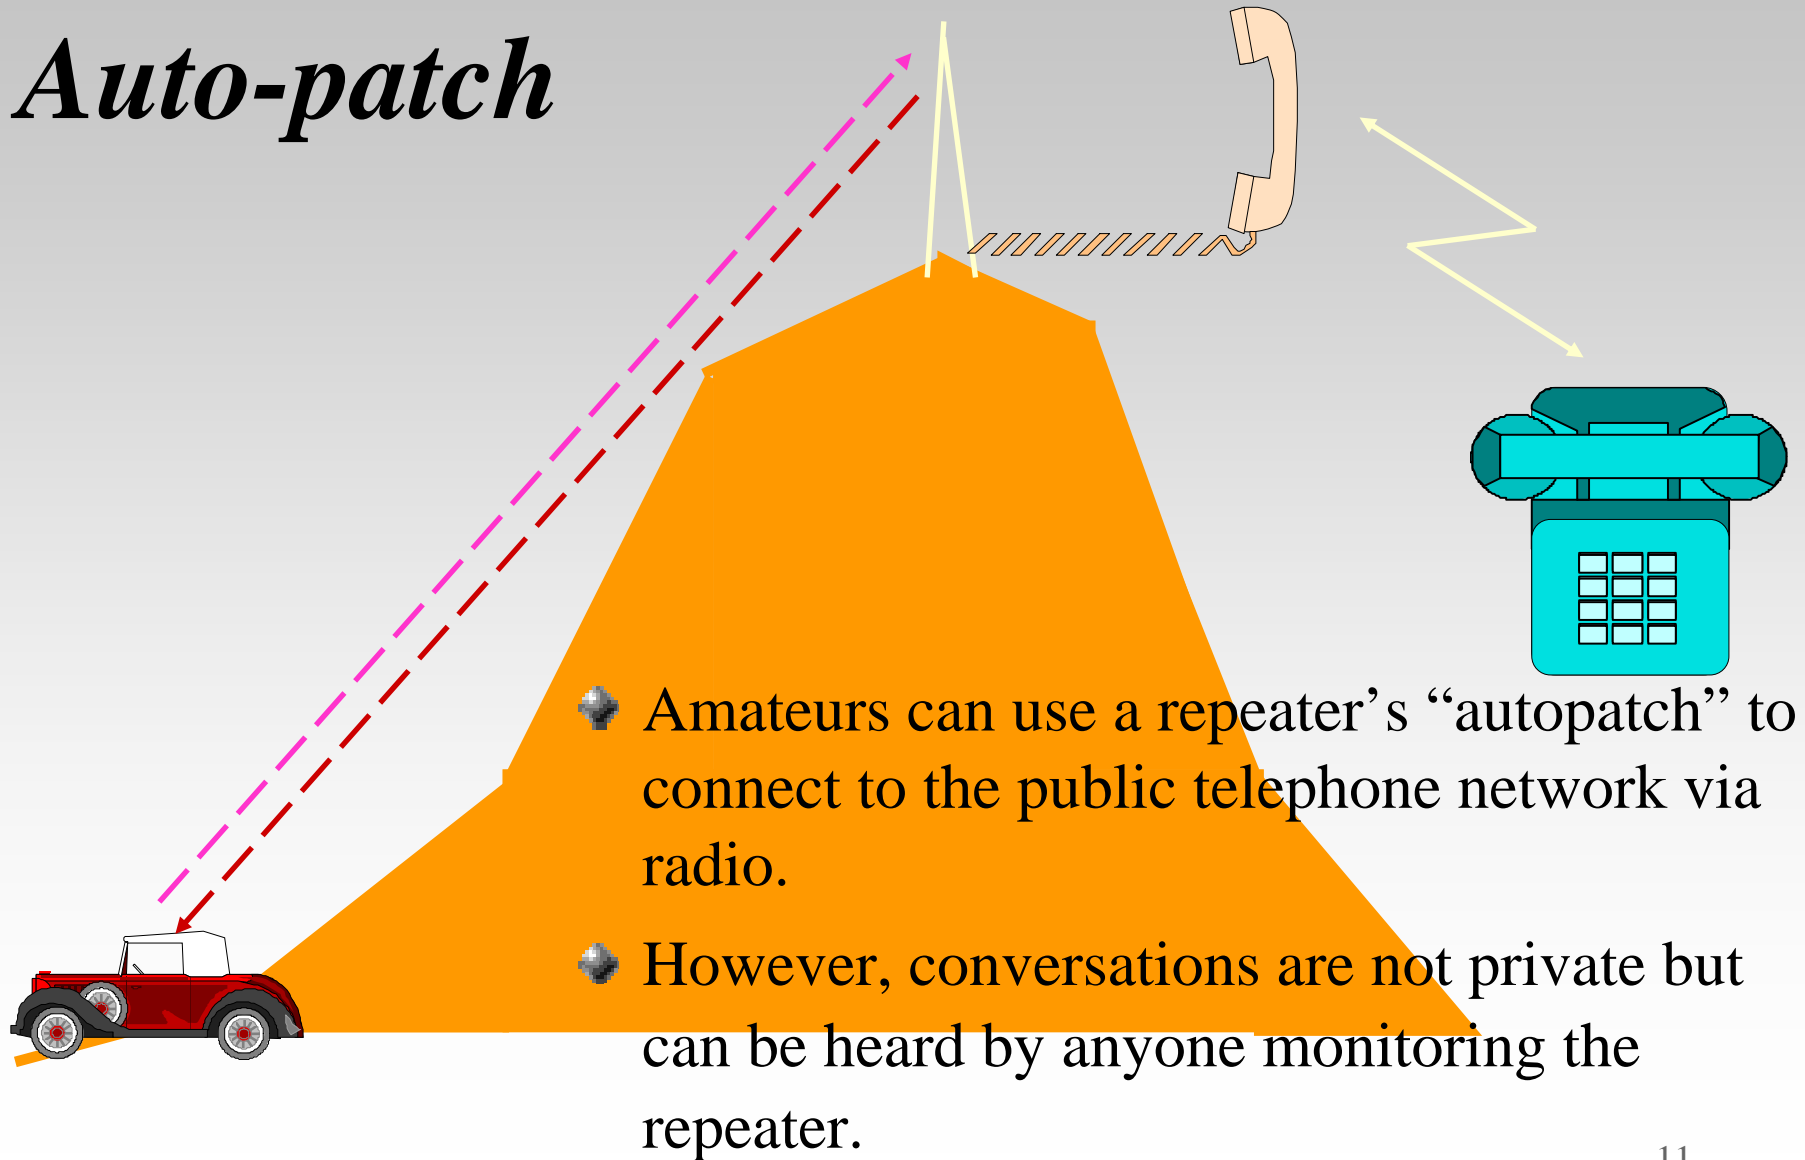 Auto-patch
Amateurs can use a repeater’s “autopatch” to
connect to the public telephone network via
radio.
However, conversations are not private but
can be heard by anyone monitoring the
repeater.
11